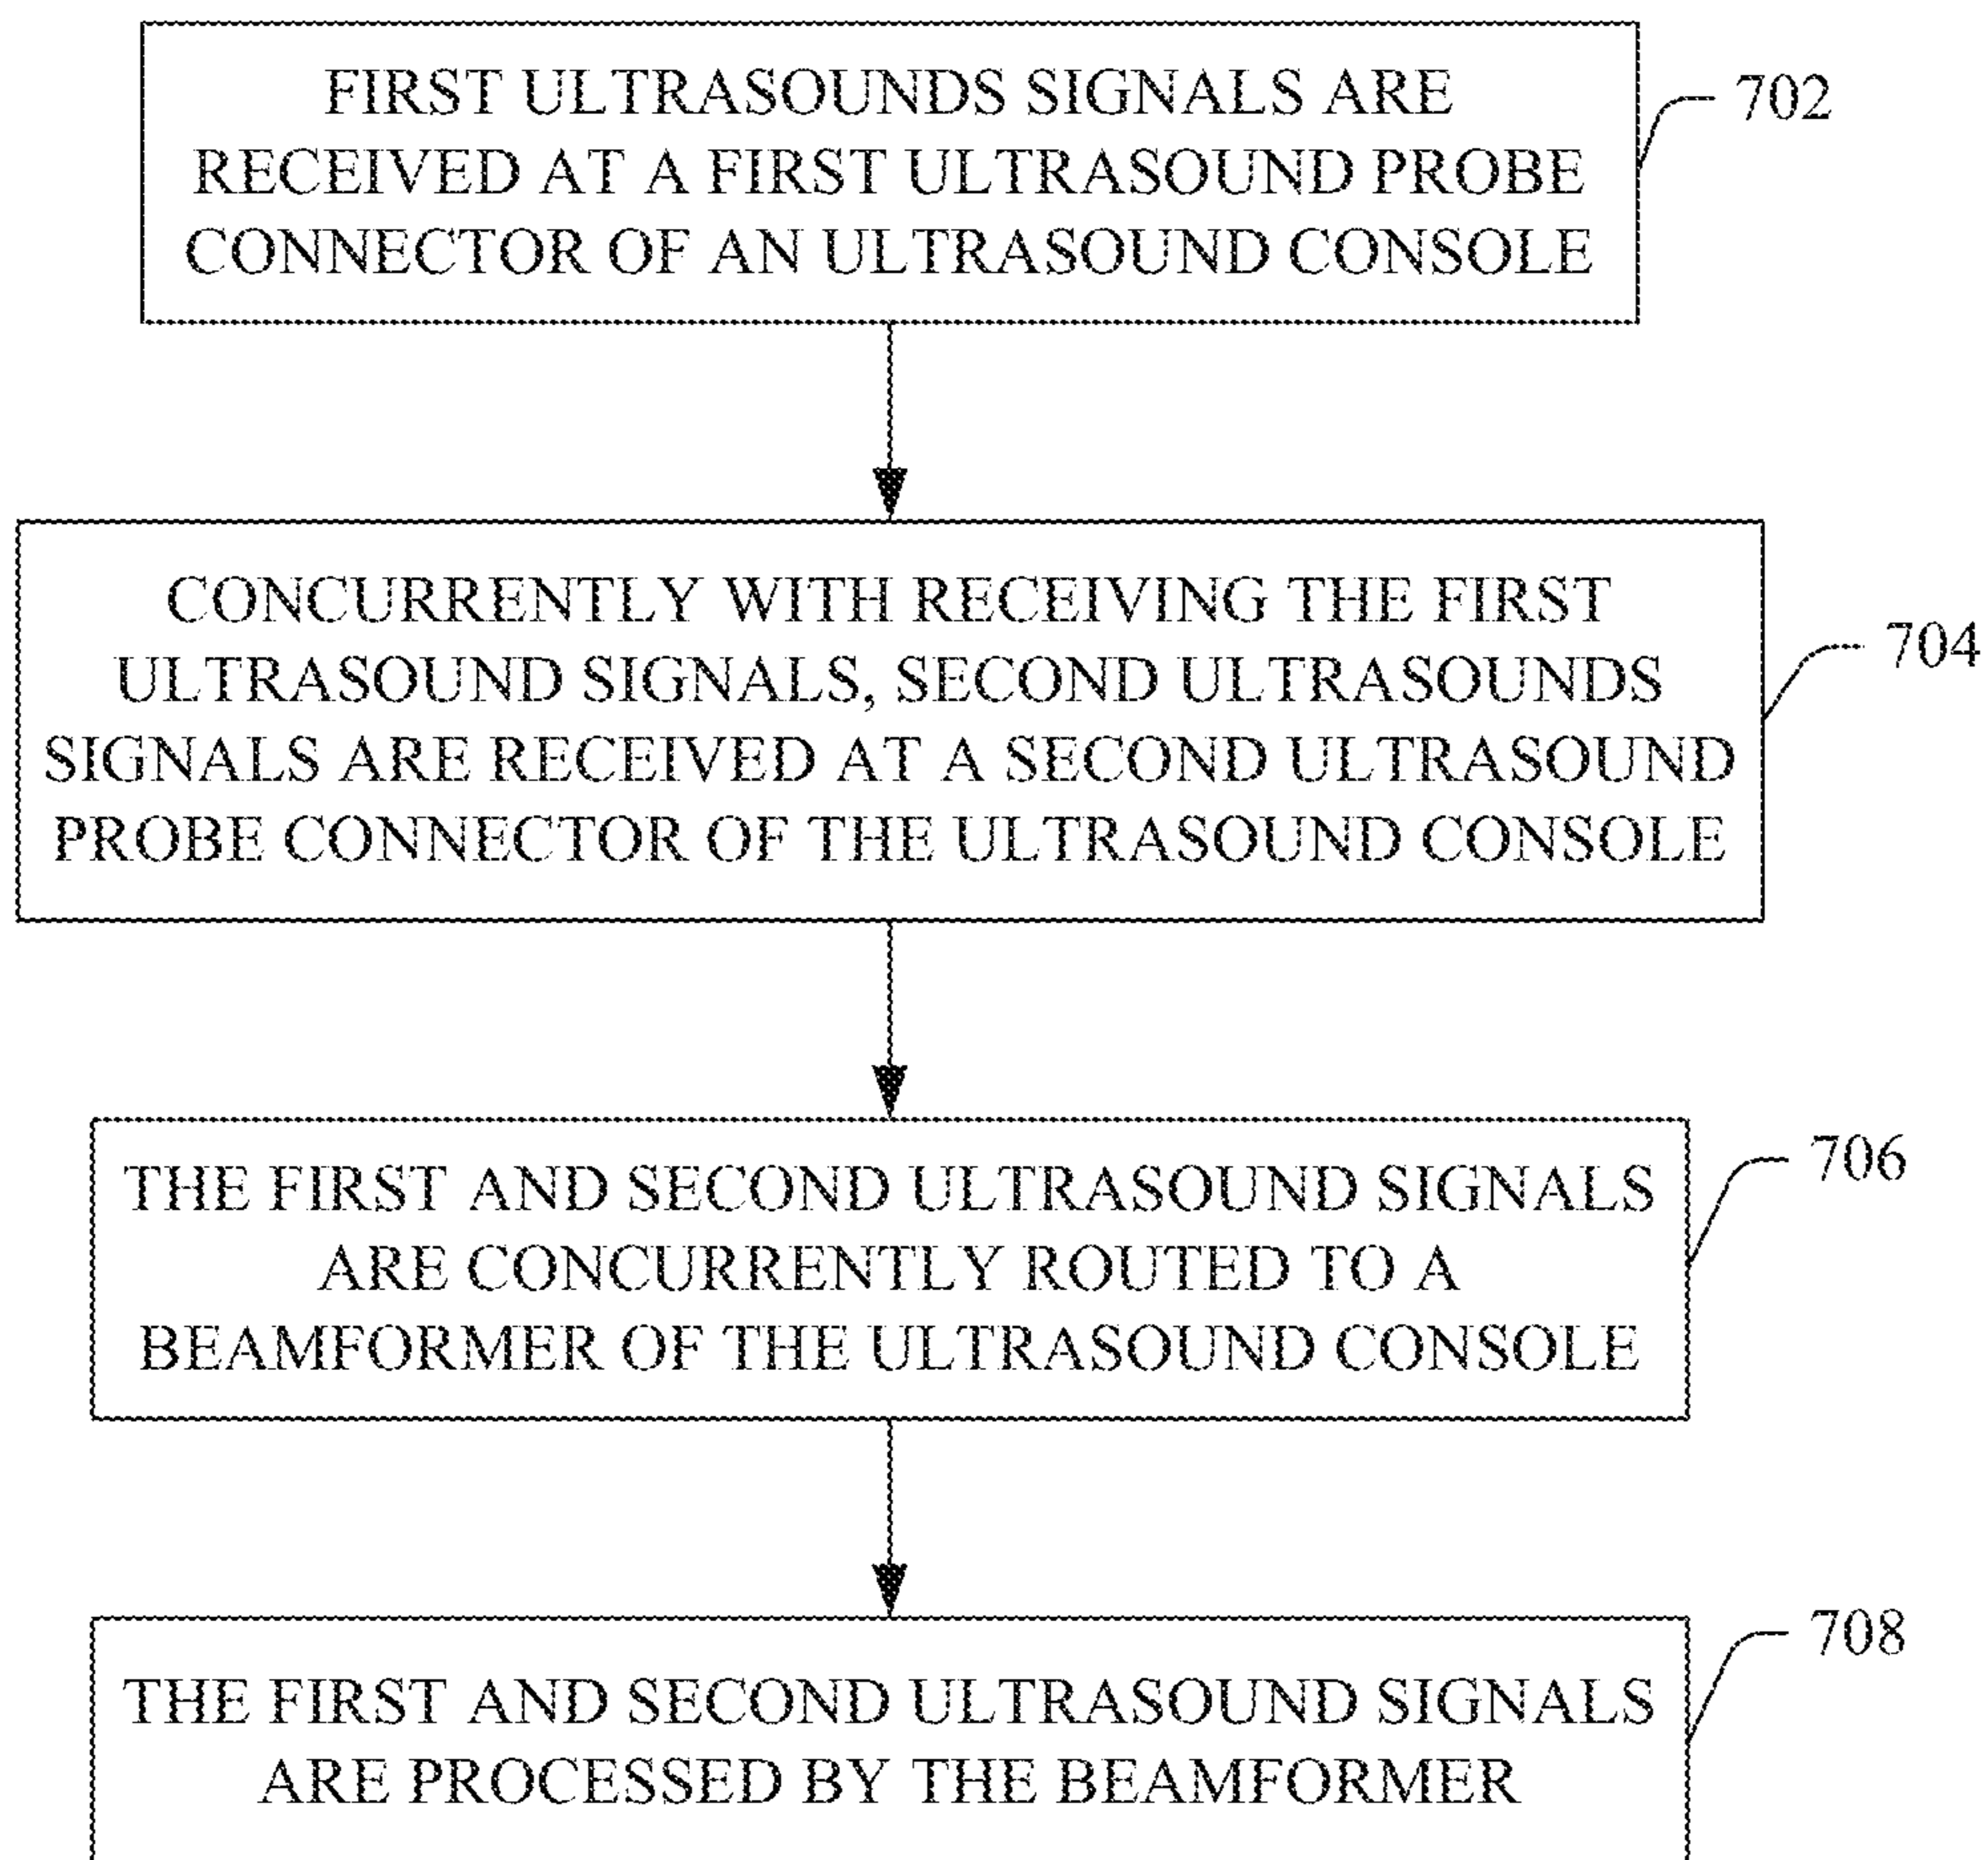 FIRST ULTRASOUNDS SIGNALS ARE
RECEIVED AT A FIRST ULTRASOUND PROBE
CONNECTOR OF AN ULTRASOUND CONSOLE
702
CONCURRENTLY WITH RECEIVING THE FIRST
ULTRASOUND SIGNALS, SECOND ULTRASOUNDS
SIGNALS ARE RECEIVED AT A SECOND ULTRASOUND
PROBE CONNECTOR OF THE ULTRASOUND CONSOLE
704
THE FIRST AND SECOND ULTRASOUND SIGNALS
ARE CONCURRENTLY ROUTED TO A
BEAMFORMER OF THE ULTRASOUND CONSOLE
706
THE FIRST AND SECOND ULTRASOUND SIGNALS
ARE PROCESSED BY THE BEAMFORMER
708